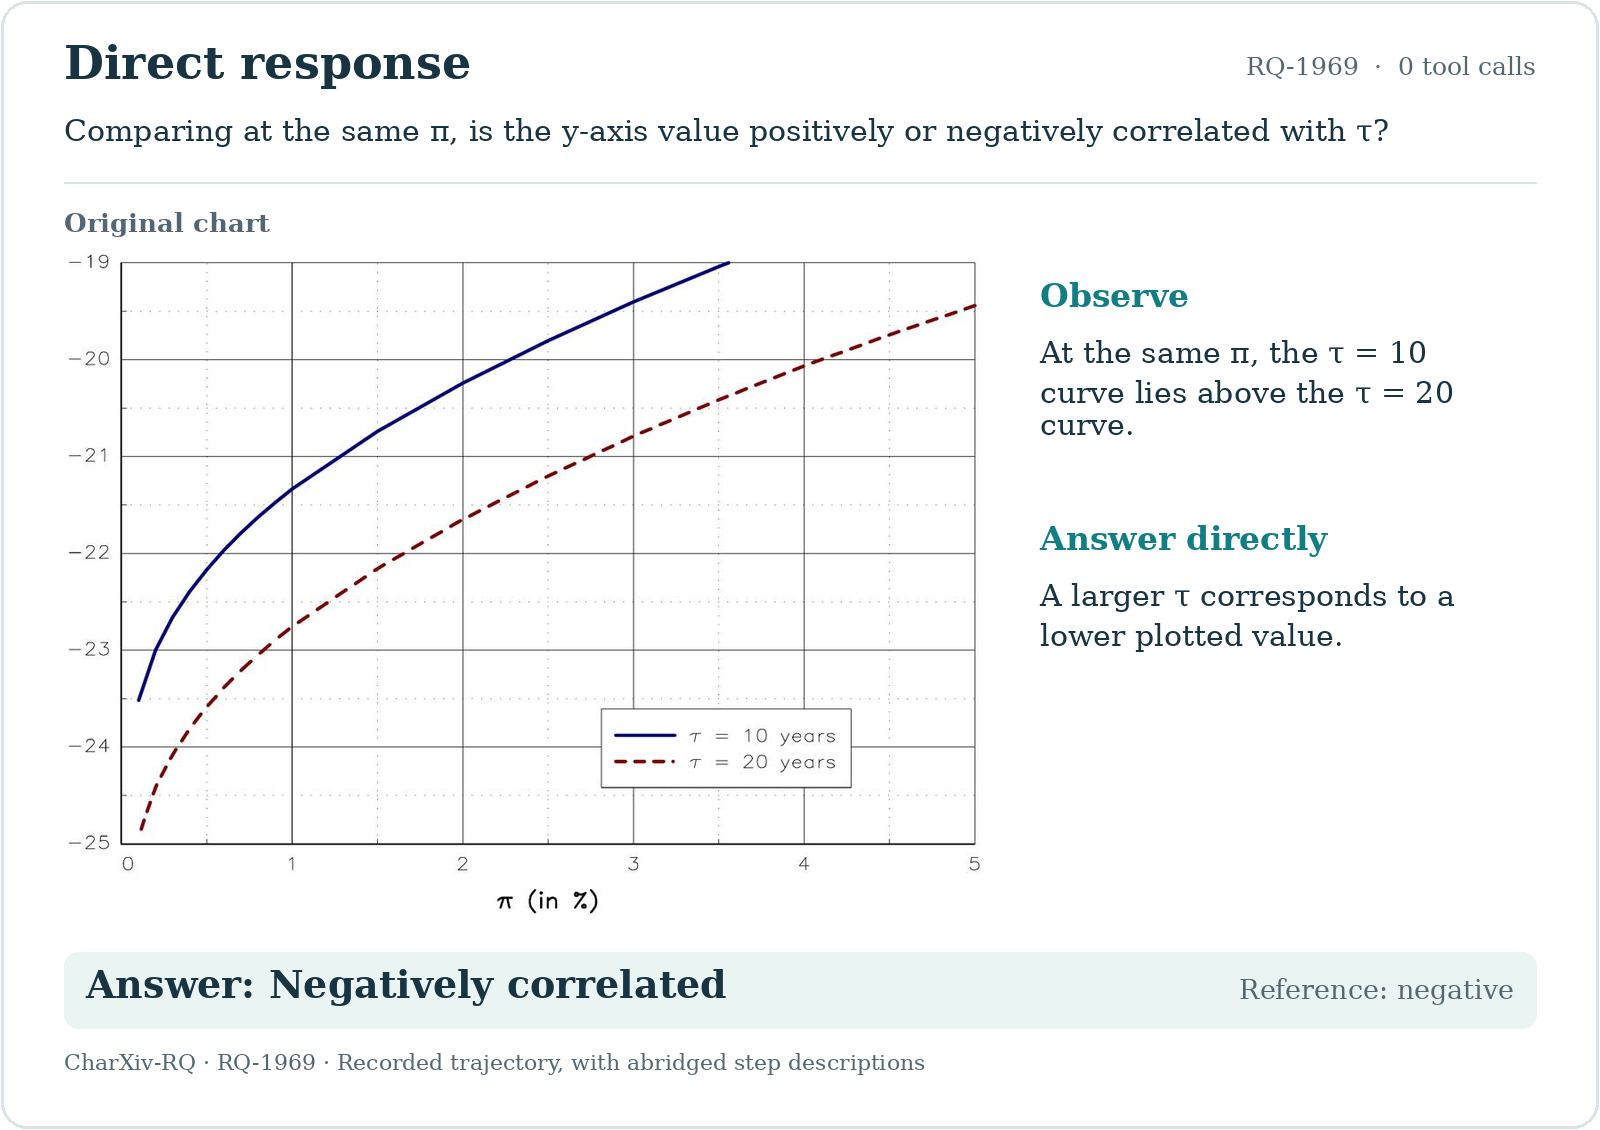 Direct response
RQ-1969 · 0 tool calls
Comparing at the same π, is the y-axis value positively or negatively correlated with τ?
Original chart
−19
−20
−21
−22
−23
−24
−25
0 1 2 3 4 5
π (in %)
τ = 10 years
τ = 20 years
Observe
At the same π, the τ = 10
curve lies above the τ = 20
curve.
Answer directly
A larger τ corresponds to a
lower plotted value.
Answer: Negatively correlated
Reference: negative
CharXiv-RQ · RQ-1969 · Recorded trajectory, with abridged step descriptions